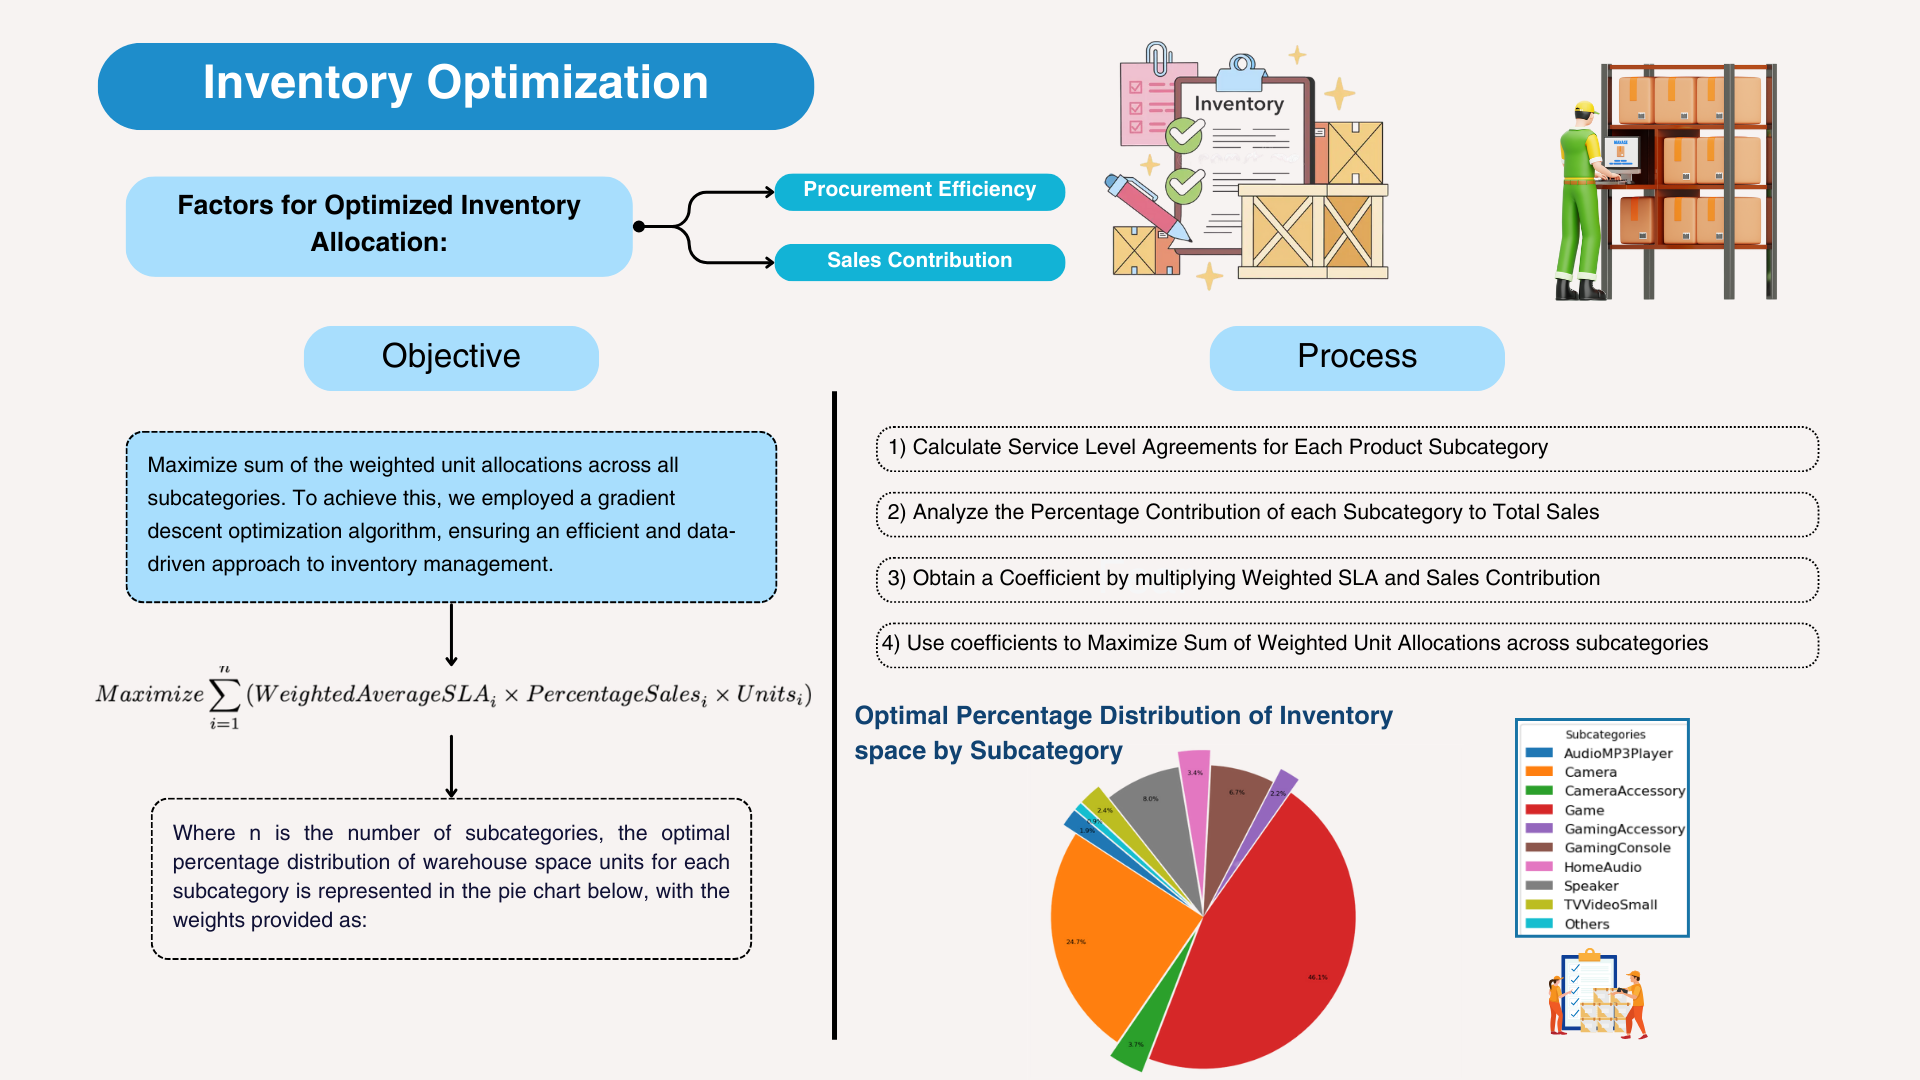 Inventory Optimization
Inventory
Factors for Optimized Inventory
Allocation:
Procurement Efficiency
Sales Contribution
Objective
Process
Maximize sum of the weighted unit allocations across all
subcategories. To achieve this, we employed a gradient
descent optimization algorithm, ensuring an efficient and data-
driven approach to inventory management.
Maximize ∑_{i=1}^{n} (WeightedAverageSLA_i × PercentageSales_i × Units_i)
Where n is the number of subcategories, the optimal
percentage distribution of warehouse space units for each
subcategory is represented in the pie chart below, with the
weights provided as:
1) Calculate Service Level Agreements for Each Product Subcategory
2) Analyze the Percentage Contribution of each Subcategory to Total Sales
3) Obtain a Coefficient by multiplying Weighted SLA and Sales Contribution
4) Use coefficients to Maximize Sum of Weighted Unit Allocations across subcategories
Optimal Percentage Distribution of Inventory
space by Subcategory
3.4%
6.7%
2.2%
8.0%
2.4%
0.9%
1.9%
24.7%
46.1%
3.7%
Subcategories
AudioMP3Player
Camera
CameraAccessory
Game
GamingAccessory
GamingConsole
HomeAudio
Speaker
TVVideoSmall
Others